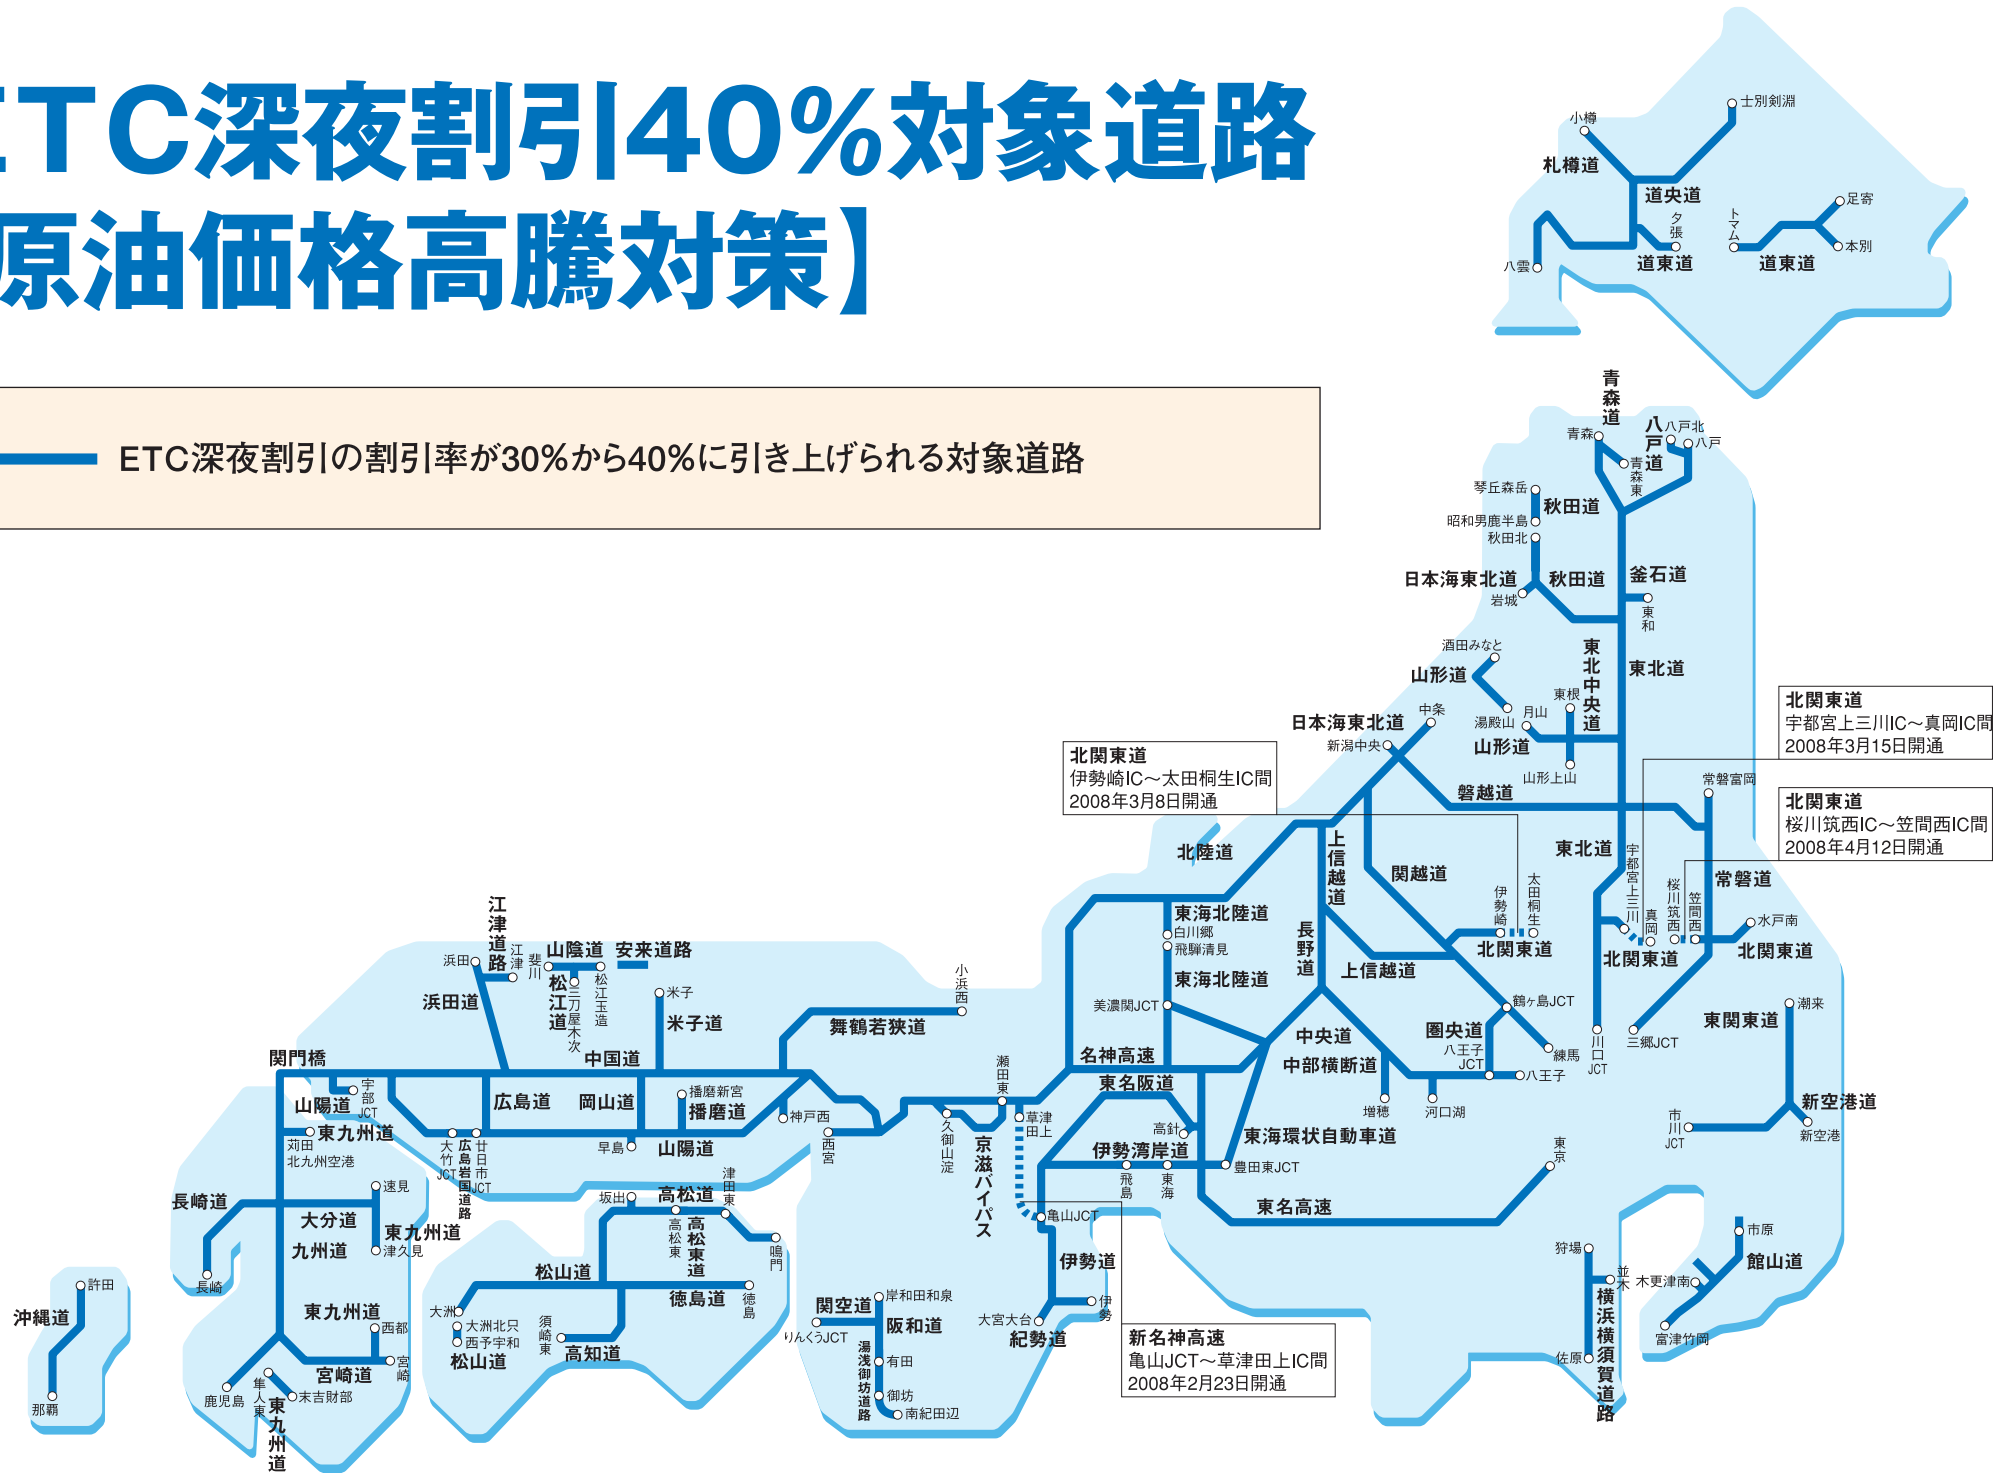 ETC深夜割引40%対象道路
原油価格高騰対策】
ETC深夜割引の割引率が30%から40%に引き上げられる対象道路
士別剣淵
小樽
札樽道
道央道
足寄
夕張
トマム
本別
八雲
道東道
道東道
青森道
八戸道
八戸北
八戸
青森
青森東
琴丘森岳
秋田道
昭和男鹿半島
秋田北
日本海東北道
秋田道
釜石道
岩城
東和
酒田みなと
東北中央道
東北道
山形道
東根
湯殿山
月山
中条
日本海東北道
新潟中央
山形道
山形上山
北関東道
宇都宮上三川IC～真岡IC間
2008年3月15日開通
北関東道
伊勢崎IC～太田桐生IC間
2008年3月8日開通
常磐富岡
磐越道
北関東道
桜川筑西IC～笠間西IC間
2008年4月12日開通
北陸道
上信越道
関越道
東北道
宇都宮上三川
真岡
桜川筑西
笠間西
常磐道
伊勢崎
太田桐生
水戸南
北関東道
北関東道
北関東道
東海北陸道
白川郷
飛騨清見
東海北陸道
長野道
上信越道
美濃関JCT
鶴ヶ島JCT
中央道
圏央道
八王子JCT
練馬
川口JCT
三郷JCT
東関東道
潮来
中部横断道
八王子
増穂
河口湖
新空港道
市川JCT
新空港
江津道路
江津
浜田
浜田道
山陰道
安来道路
斐川
松江道
三刀屋木次
松江玉造
米子
米子道
小浜西
舞鶴若狭道
関門橋
中国道
名神高速
瀬田東
東名阪道
宇部JCT
山陽道
広島道
岡山道
播磨新宮
播磨道
神戸西
草津田上
高針
東九州道
苅田
北九州空港
大竹JCT
広島岩国道路
廿日市JCT
早島
山陽道
西宮
久御山淀
京滋バイパス
伊勢湾岸道
東海環状自動車道
豊田東JCT
飛島
東海
東京
東名高速
長崎道
速見
大分道
東九州道
九州道
津久見
長崎
坂出
高松道
津田東
高松東
高松東道
鳴門
亀山JCT
伊勢道
市原
狩場
並木
木更津南
館山道
横浜横須賀道路
富津竹岡
佐原
許田
沖縄道
那覇
松山道
徳島道
徳島
大洲
大洲北只
西予宇和
松山道
須崎東
高知道
東九州道
西都
宮崎道
宮崎
鹿児島
隼人東
末吉財部
東九州道
関空道
岸和田和泉
阪和道
りんくうJCT
湯浅御坊道路
有田
御坊
南紀田辺
大宮大台
伊勢
紀勢道
新名神高速
亀山JCT～草津田上IC間
2008年2月23日開通